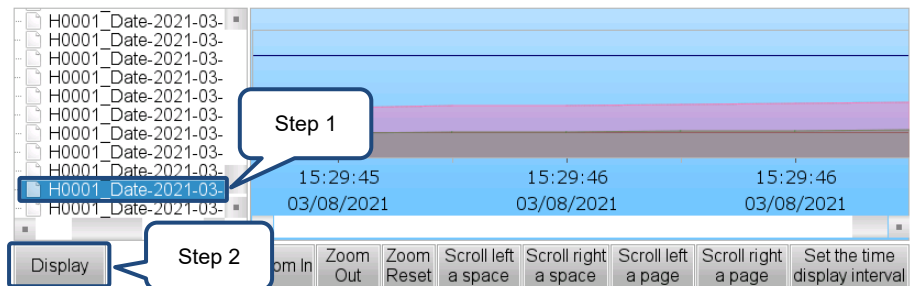 H0001_Date-2021-03-
H0001_Date-2021-03-
H0001_Date-2021-03-
H0001_Date-2021-03-
H0001_Date-2021-03-
H0001_Date-2021-03-
H0001_Date-2021-03-
H0001_Date-2021-03-
H0001_Date-2021-03-
H0001_Date-2021-03-
H0001_Date-2021-03-
Step 1
15:29:45 15:29:46 15:29:46
03/08/2021 03/08/2021 03/08/2021
Display
Step 2
om In
Zoom
Out
Zoom
Reset
Scroll left
a space
Scroll right
a space
Scroll left
a page
Scroll right
a page
Set the time
display interval